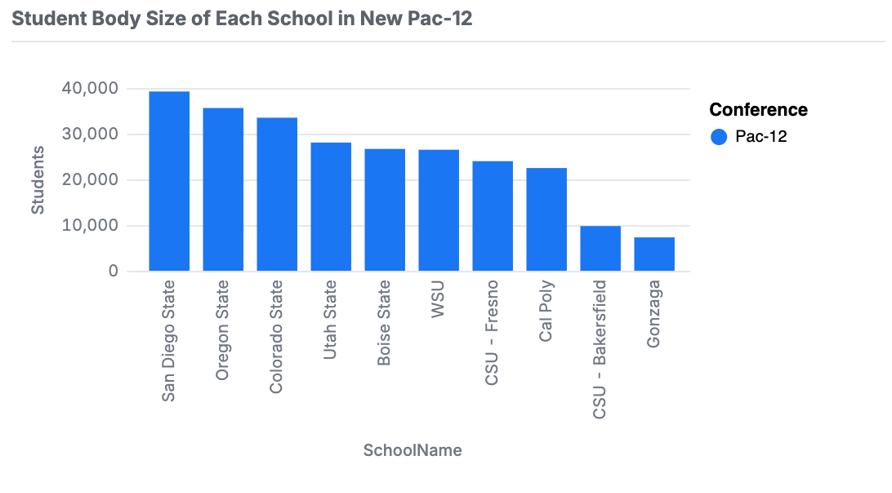 Student Body Size of Each School in New Pac-12
40,000
30,000
20,000
10,000
0
Students
San Diego State
Oregon State
Colorado State
Utah State
Boise State
WSU
CSU - Fresno
Cal Poly
CSU - Bakersfield
Gonzaga
SchoolName
Conference
Pac-12